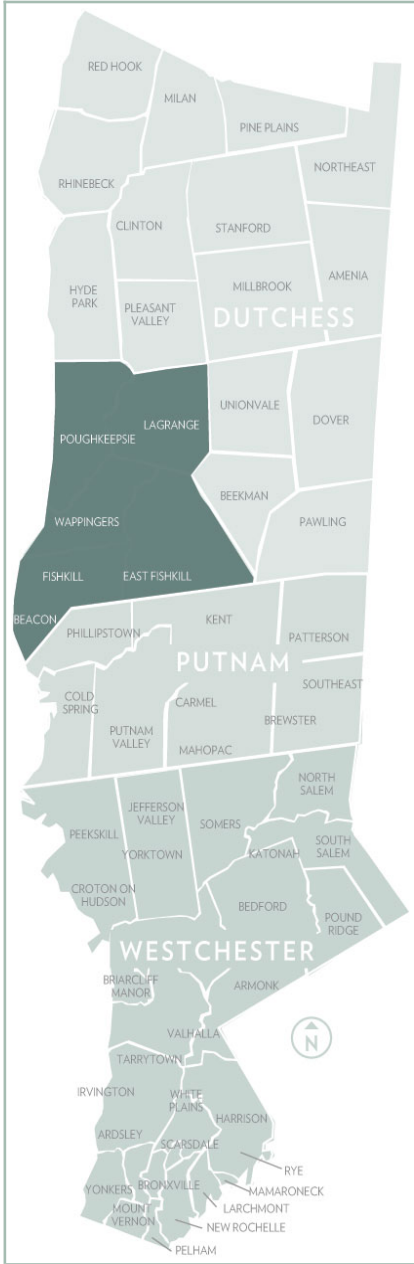 RED HOOK
MILAN
PINE PLAINS
NORTHEAST
RHINEBECK
CLINTON
STANFORD
AMENIA
HYDE
PARK
MILLBROOK
PLEASANT
VALLEY
DUTCHESS
UNIONVALE
LAGRANGE
DOVER
POUGHKEEPSIE
BEEKMAN
PAWLING
WAPPINGERS
FISHKILL
EAST FISHKILL
BEACON
PHILLIPSTOWN
KENT
PATTERSON
PUTNAM
SOUTHEAST
COLD
SPRING
CARMEL
BREWSTER
PUTNAM
VALLEY
MAHOPAC
NORTH
SALEM
JEFFERSON
VALLEY
SOMERS
PEEKSKILL
YORKTOWN
KATONAH
SOUTH
SALEM
CROTON ON
HUDSON
BEDFORD
POUND
RIDGE
WESTCHESTER
BRIARCLIFF
MANOR
ARMONK
VALHALLA
N
TARRYTOWN
IRVINGTON
WHITE
PLAINS
HARRISON
ARDSLEY
SCARSDALE
RYE
YONKERS
BRONXVILLE
MAMARONECK
LARCHMONT
MOUNT
VERNON
NEW ROCHELLE
PELHAM